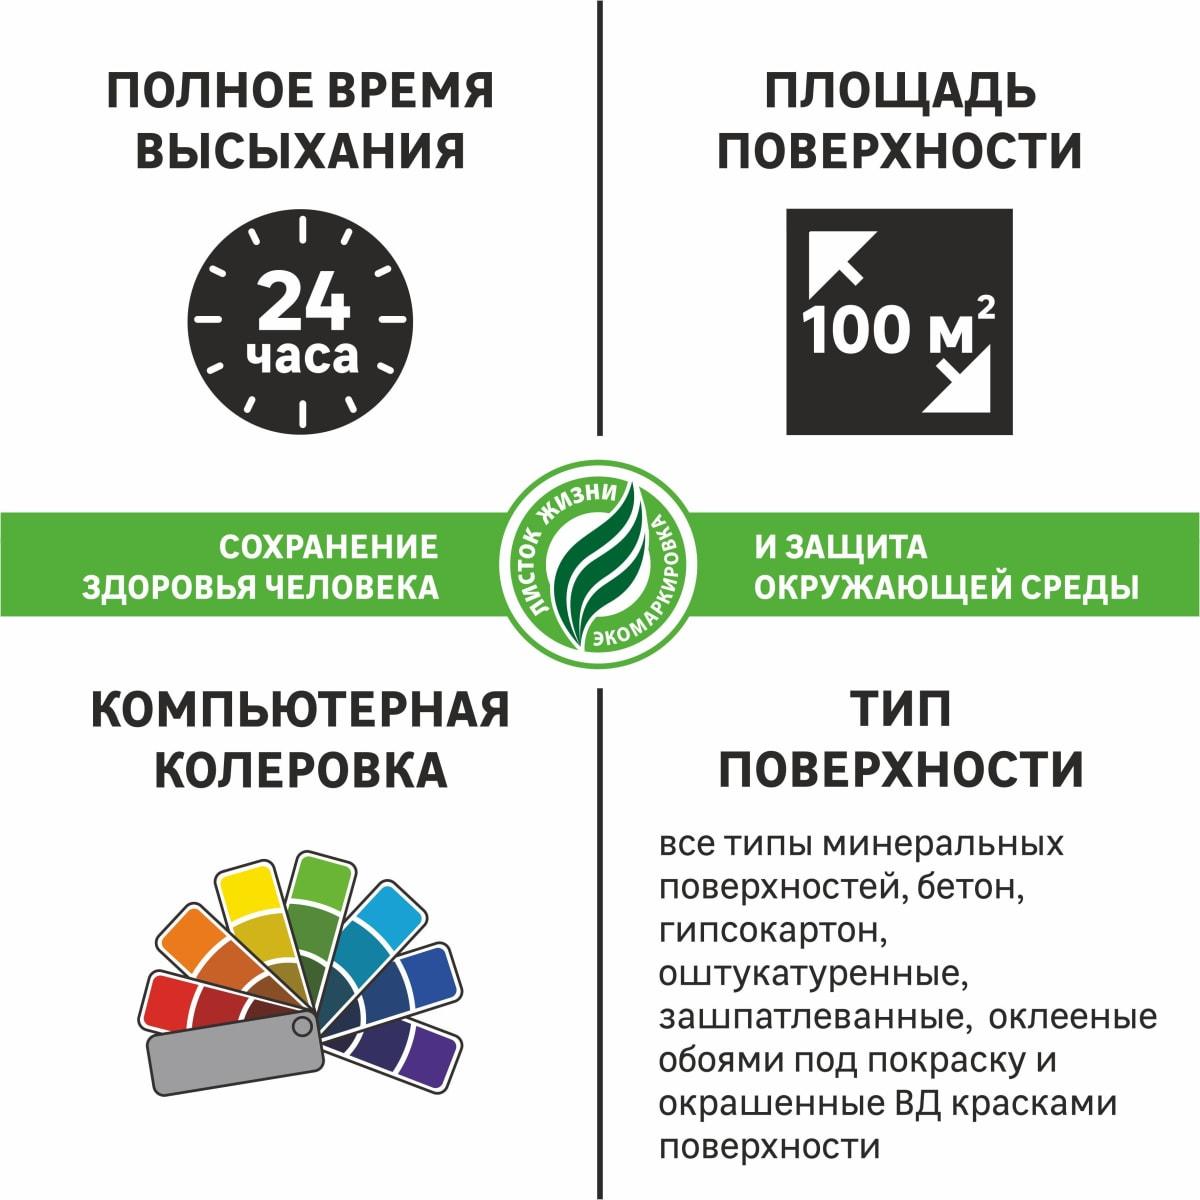 ПОЛНОЕ ВРЕМЯ
ВЫСЫХАНИЯ
24
часа
ПЛОЩАДЬ
ПОВЕРХНОСТИ
100 м²
СОХРАНЕНИЕ
ЗДОРОВЬЯ ЧЕЛОВЕКА
ЛИСТОК ЖИЗНИ
ЭКОМАРКИРОВКА
И ЗАЩИТА
ОКРУЖАЮЩЕЙ СРЕДЫ
КОМПЬЮТЕРНАЯ
КОЛЕРОВКА
ТИП
ПОВЕРХНОСТИ
все типы минеральных
поверхностей, бетон,
гипсокартон,
оштукатуренные,
зашпатлеванные, оклееные
обоями под покраску и
окрашенные ВД красками
поверхности